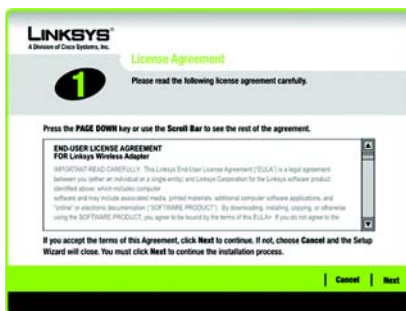 LINKSYS®
A Division of Cisco Systems, Inc.
License Agreement
1
Please read the following license agreement carefully.
Press the PAGE DOWN key or use the Scroll Bar to see the rest of the agreement.
END-USER LICENSE AGREEMENT
FOR Linksys Wireless Adapter
IMPORTANT-READ CAREFULLY: This Linksys End-User License Agreement ("EULA") is a legal agreement
between you (either an individual or a single entity) and Linksys Corporation for the Linksys software product
identified above, which includes computer
software and may include associated media, printed materials, additional computer software applications, and
"online" or electronic documentation ("SOFTWARE PRODUCT"). By downloading, installing, copying, or otherwise
using the SOFTWARE PRODUCT, you agree to be bound by the terms of this EULA+ If you do not agree to the
If you accept the terms of this Agreement, click Next to continue. If not, choose Cancel and the Setup
Wizard will close. You must click Next to continue the installation process.
Cancel | Next